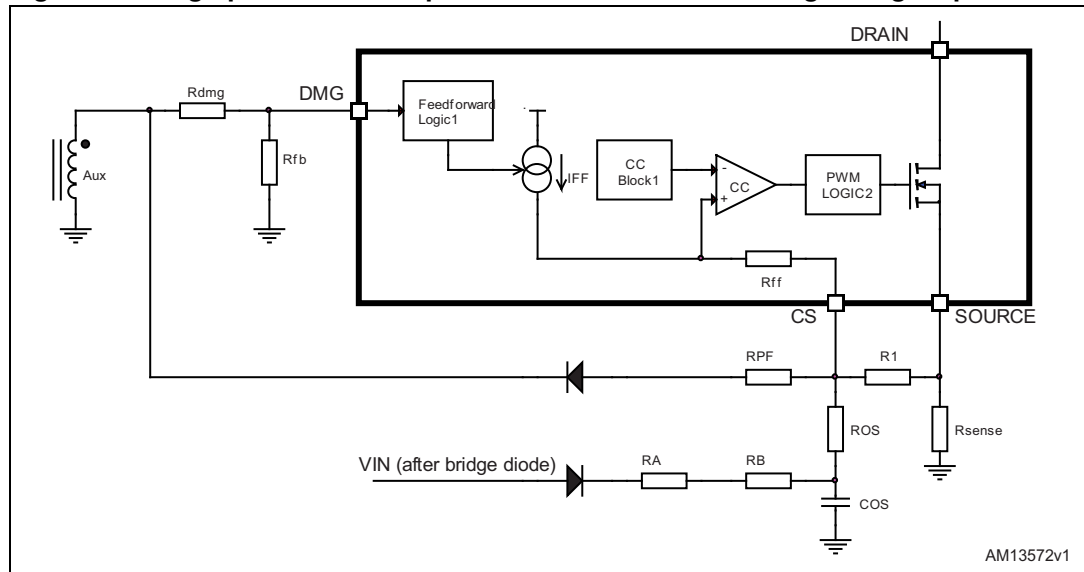 DRAIN
Rdmg
DMG
Feedforward
Logic1
Rfb
Aux
IFF
CC
Block1
-
+
CC
PWM
LOGIC2
Rff
CS
SOURCE
RPF
R1
ROS
Rsense
VIN (after bridge diode)
RA
RB
COS
AM13572v1